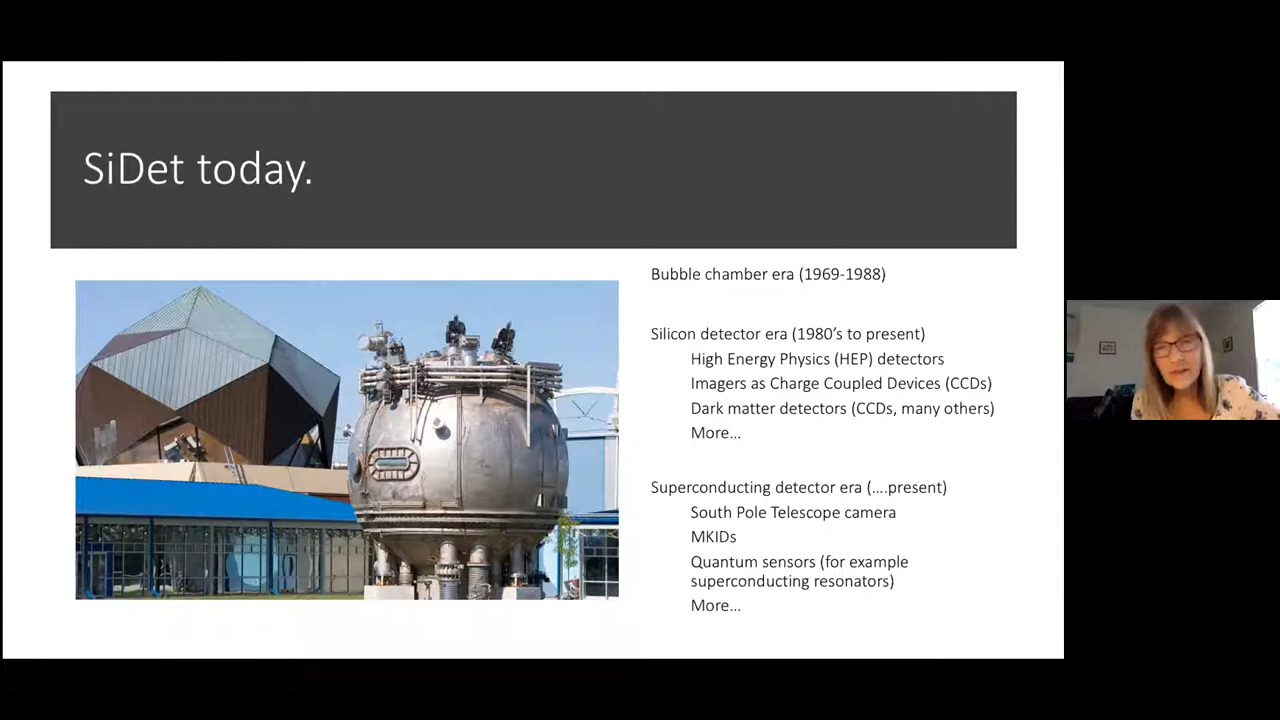 SiDet today.
Bubble chamber era (1969-1988)
Silicon detector era (1980’s to present)
High Energy Physics (HEP) detectors
Imagers as Charge Coupled Devices (CCDs)
Dark matter detectors (CCDs, many others)
More…
Superconducting detector era (….present)
South Pole Telescope camera
MKIDs
Quantum sensors (for example
superconducting resonators)
More…